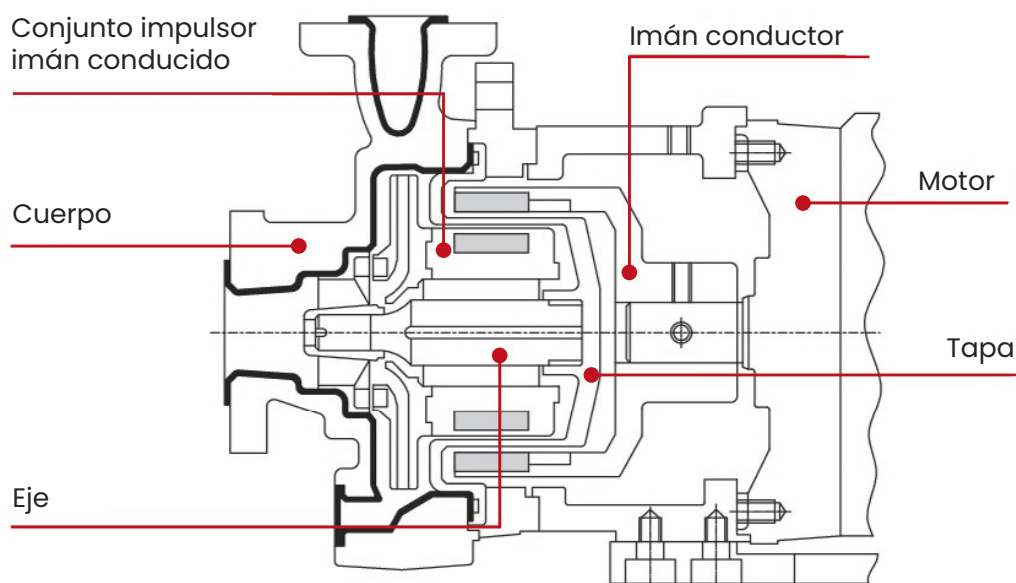 Conjunto impulsor
imán conducido
Imán conductor
Motor
Cuerpo
Tapa
Eje